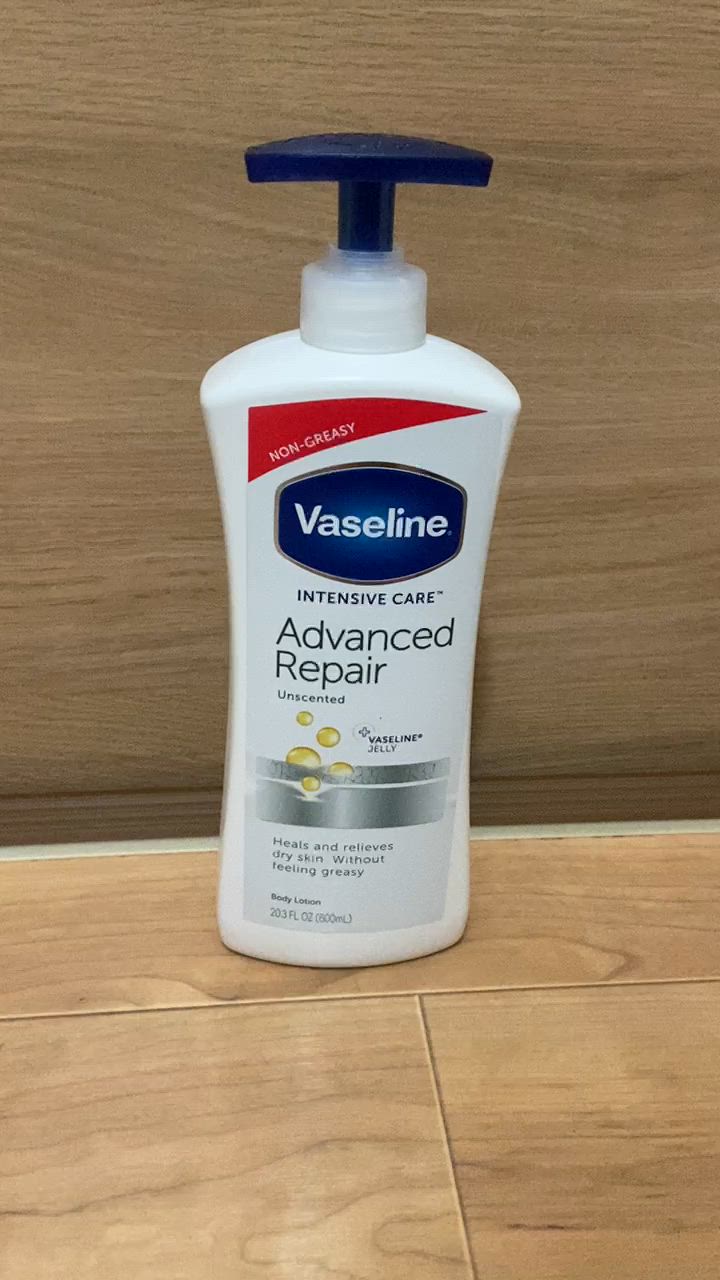 NON-GREASY
Vaseline
INTENSIVE CARE™
Advanced
Repair
Unscented
VASELINE®
JELLY
Heals and relieves
dry skin Without
feeling greasy
Body Lotion
20.3 FL OZ (600mL)